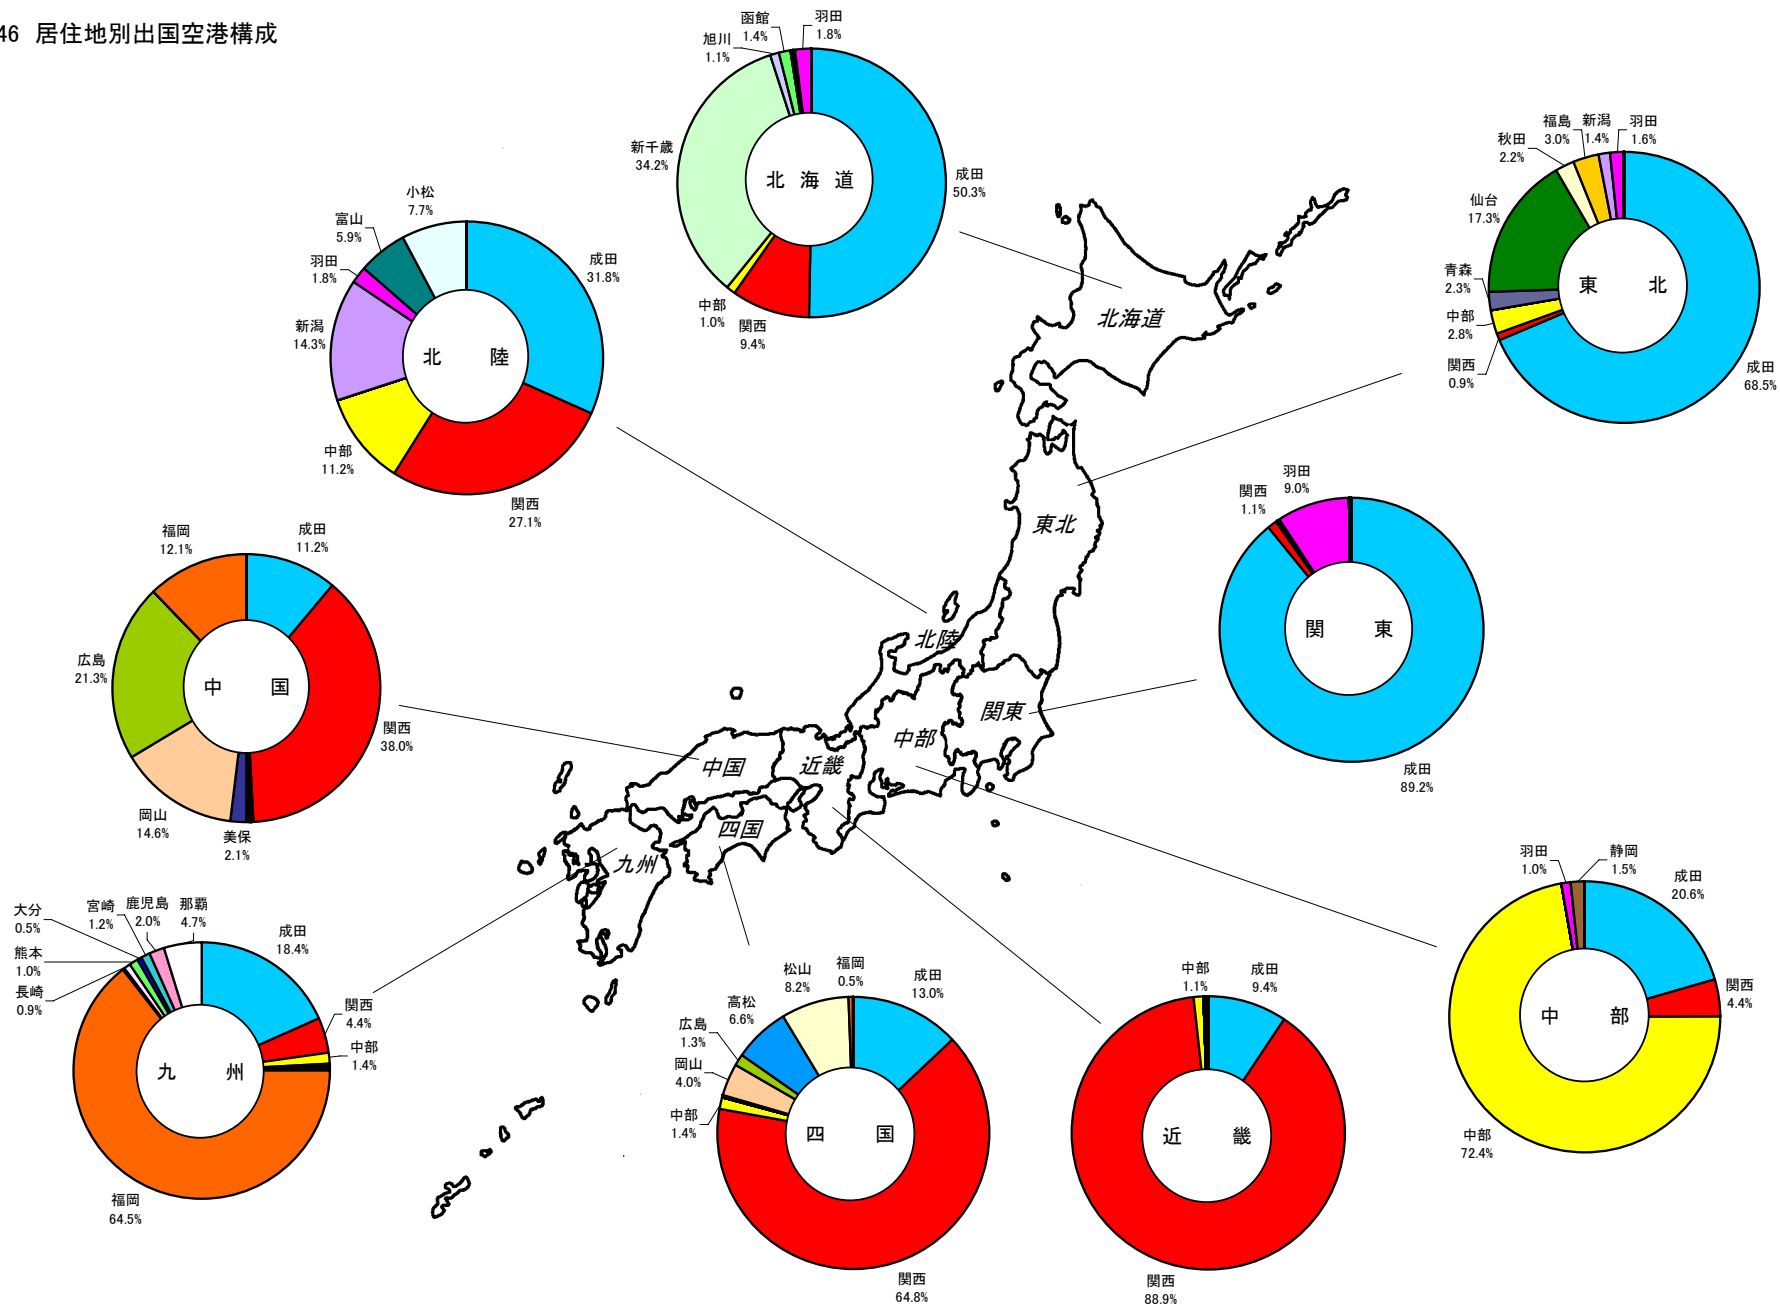 46 居住地別出国空港構成
函館
1.4%
羽田
1.8%
旭川
1.1%
新千歳
34.2%
北 海 道
成田
50.3%
中部
1.0%
関西
9.4%
福島
3.0%
新潟
1.4%
羽田
1.6%
秋田
2.2%
仙台
17.3%
青森
2.3%
中部
2.8%
関西
0.9%
東 北
成田
68.5%
小松
7.7%
富山
5.9%
羽田
1.8%
新潟
14.3%
中部
11.2%
北 陸
成田
31.8%
関西
27.1%
関西
1.1%
羽田
9.0%
関 東
成田
89.2%
福岡
12.1%
成田
11.2%
広島
21.3%
中 国
関西
38.0%
岡山
14.6%
美保
2.1%
北海道
東北
北陸
関東
中部
近畿
中国
四国
九州
大分
0.5%
宮崎
1.2%
鹿児島
2.0%
那覇
4.7%
熊本
1.0%
長崎
0.9%
成田
18.4%
関西
4.4%
中部
1.4%
九 州
福岡
64.5%
松山
8.2%
福岡
0.5%
成田
13.0%
高松
6.6%
広島
1.3%
岡山
4.0%
中部
1.4%
四 国
関西
64.8%
中部
1.1%
成田
9.4%
近 畿
関西
88.9%
羽田
1.0%
静岡
1.5%
成田
20.6%
関西
4.4%
中 部
中部
72.4%